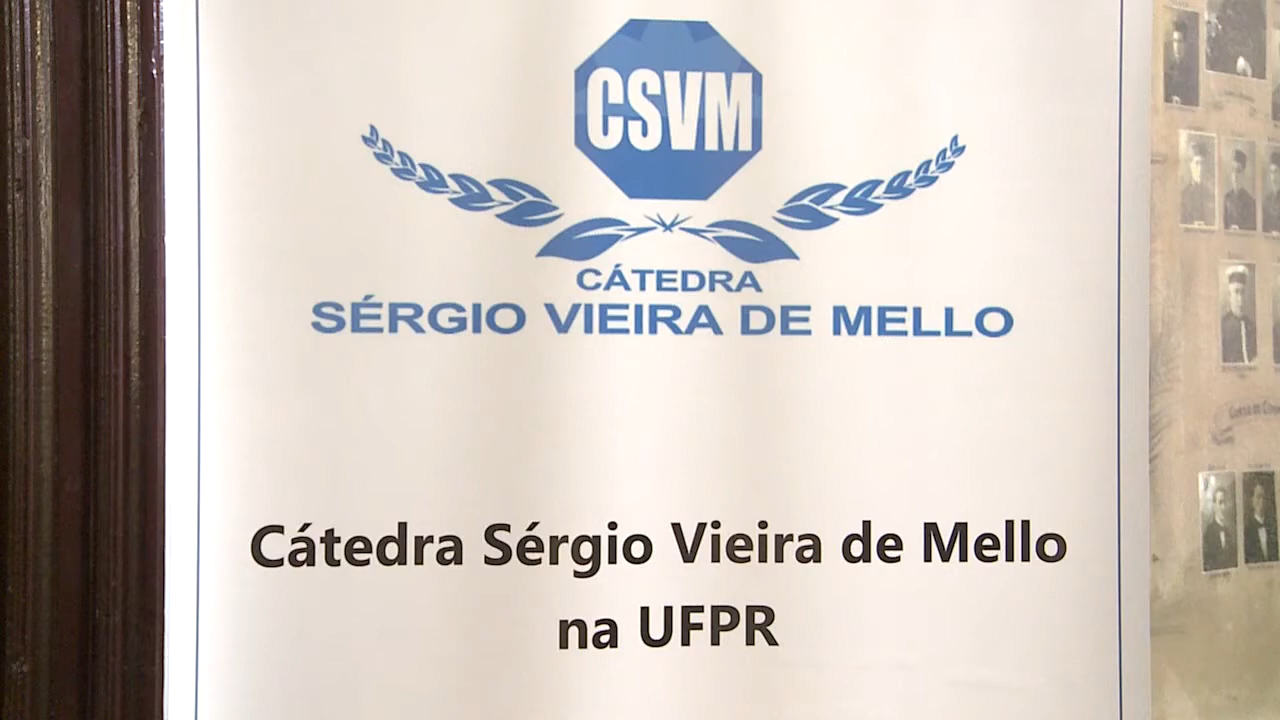 CSVM
CÁTEDRA
SÉRGIO VIEIRA DE MELLO
Cátedra Sérgio Vieira de Mello
na UFPR